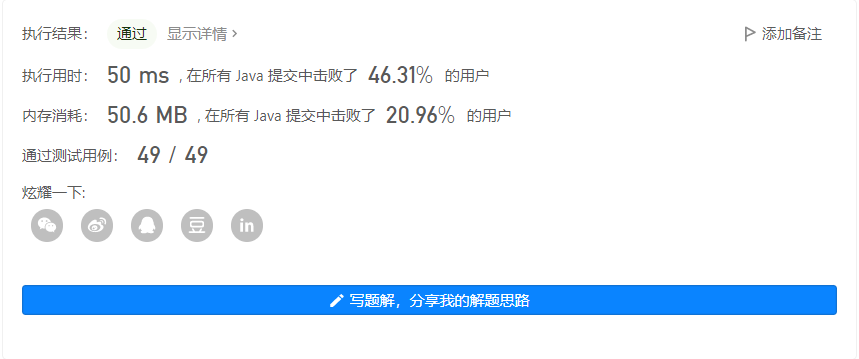 执行结果： 通过 显示详情 › 添加备注
执行用时： 50 ms , 在所有 Java 提交中击败了 46.31% 的用户
内存消耗： 50.6 MB , 在所有 Java 提交中击败了 20.96% 的用户
通过测试用例： 49 / 49
炫耀一下:
豆 in
写题解，分享我的解题思路